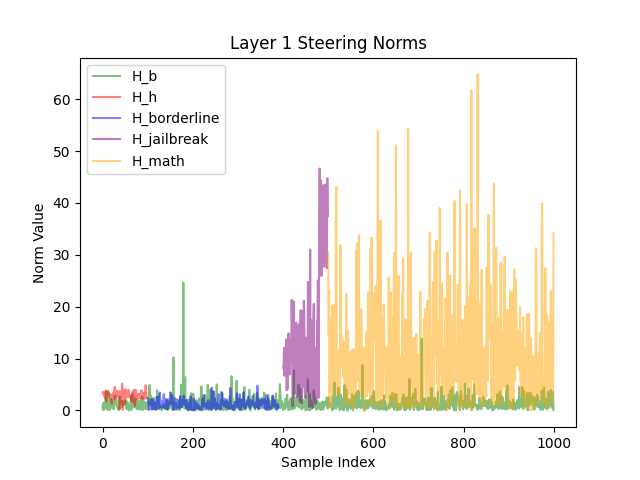 Layer 1 Steering Norms
H_b
H_h
H_borderline
H_jailbreak
H_math
Norm Value
60
50
40
30
20
10
0
0 200 400 600 800 1000
Sample Index